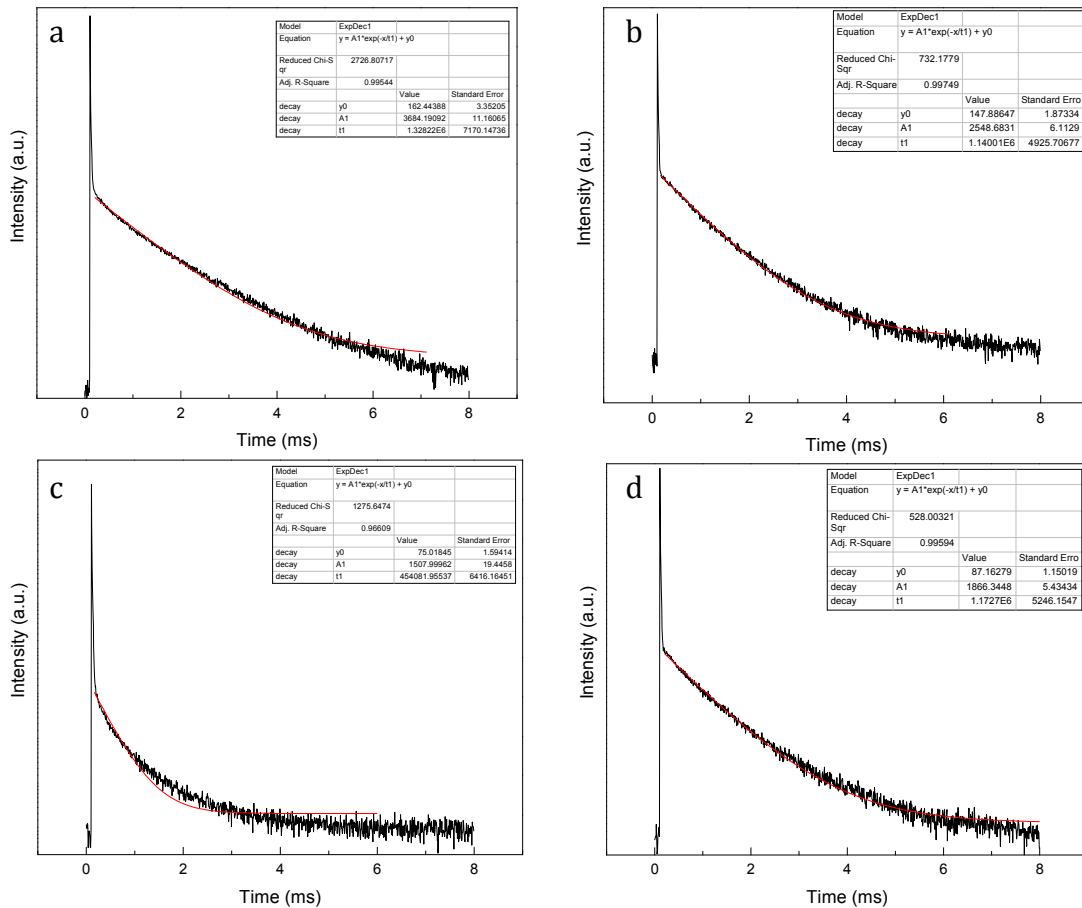 a
Model ExpDec1
Equation y = A1*exp(-x/t1) + y0
Reduced Chi-S
qr 2726.80717
Adj. R-Square 0.99544
Value Standard Error
decay y0 162.44388 3.35205
decay A1 3684.19092 11.16065
decay t1 1.32822E6 7170.14736
Intensity (a.u.)
0 2 4 6 8
Time (ms)
b
Model ExpDec1
Equation y = A1*exp(-x/t1) + y0
Reduced Chi-
Sqr 732.1779
Adj. R-Square 0.99749
Value Standard Erro
decay y0 147.88647 1.87334
decay A1 2548.6831 6.1129
decay t1 1.14001E6 4925.70677
Intensity (a.u.)
0 2 4 6 8
Time (ms)
c
Model ExpDec1
Equation y = A1*exp(-x/t1) + y0
Reduced Chi-S
qr 1275.6474
Adj. R-Square 0.96609
Value Standard Error
decay y0 75.01845 1.59414
decay A1 1507.99962 19.4458
decay t1 454081.95537 6416.16451
Intensity (a.u.)
0 2 4 6 8
Time (ms)
d
Model ExpDec1
Equation y = A1*exp(-x/t1) + y0
Reduced Chi-
Sqr 528.00321
Adj. R-Square 0.99594
Value Standard Erro
decay y0 87.16279 1.15019
decay A1 1866.3448 5.43434
decay t1 1.1727E6 5246.1547
Intensity (a.u.)
0 2 4 6 8
Time (ms)